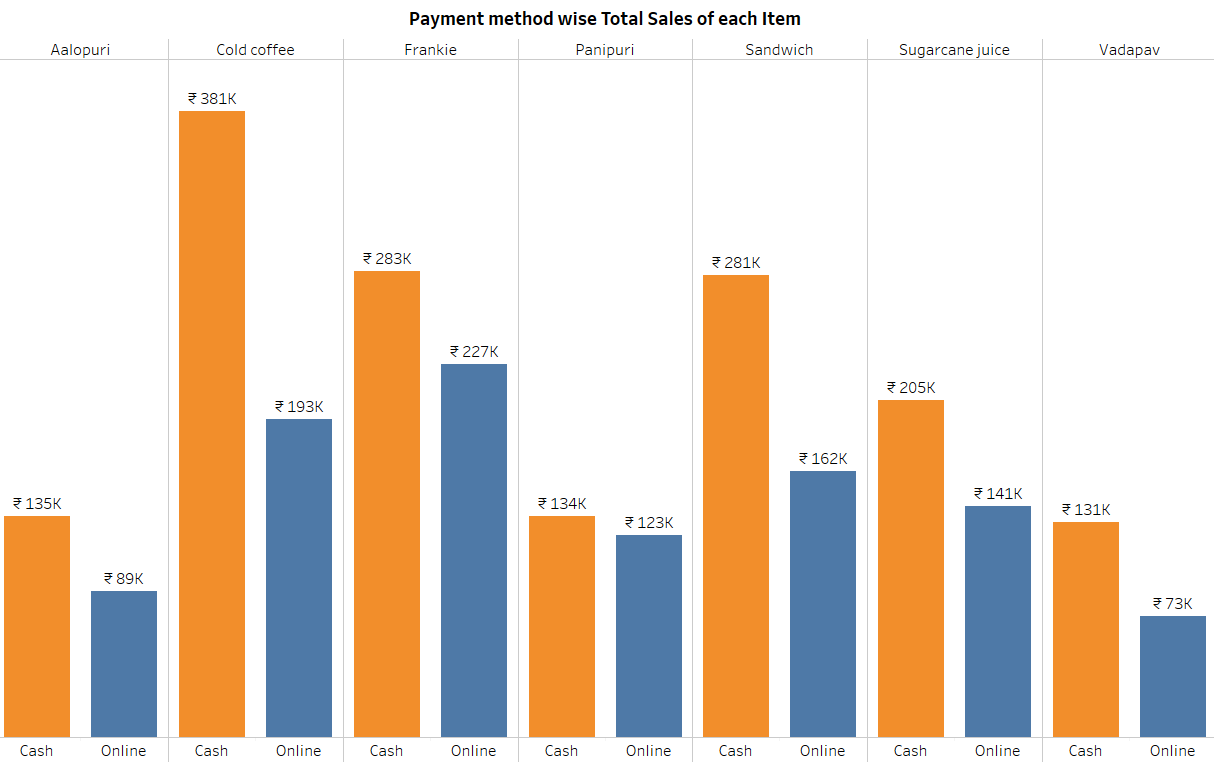 Payment method wise Total Sales of each Item
Aalopuri Cold coffee Frankie Panipuri Sandwich Sugarcane juice Vadapav
₹ 381K
₹ 283K
₹ 281K
₹ 227K
₹ 205K
₹ 193K
₹ 162K
₹ 141K
₹ 135K
₹ 134K
₹ 131K
₹ 123K
₹ 89K
₹ 73K
Cash Online Cash Online Cash Online Cash Online Cash Online Cash Online Cash Online